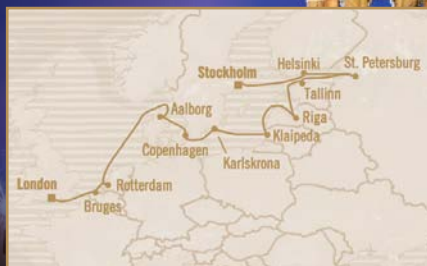 Helsinki
St. Petersburg
Stockholm
Tallinn
Aalborg
Riga
Klaipeda
Copenhagen
Karlskrona
Rotterdam
London
Bruges